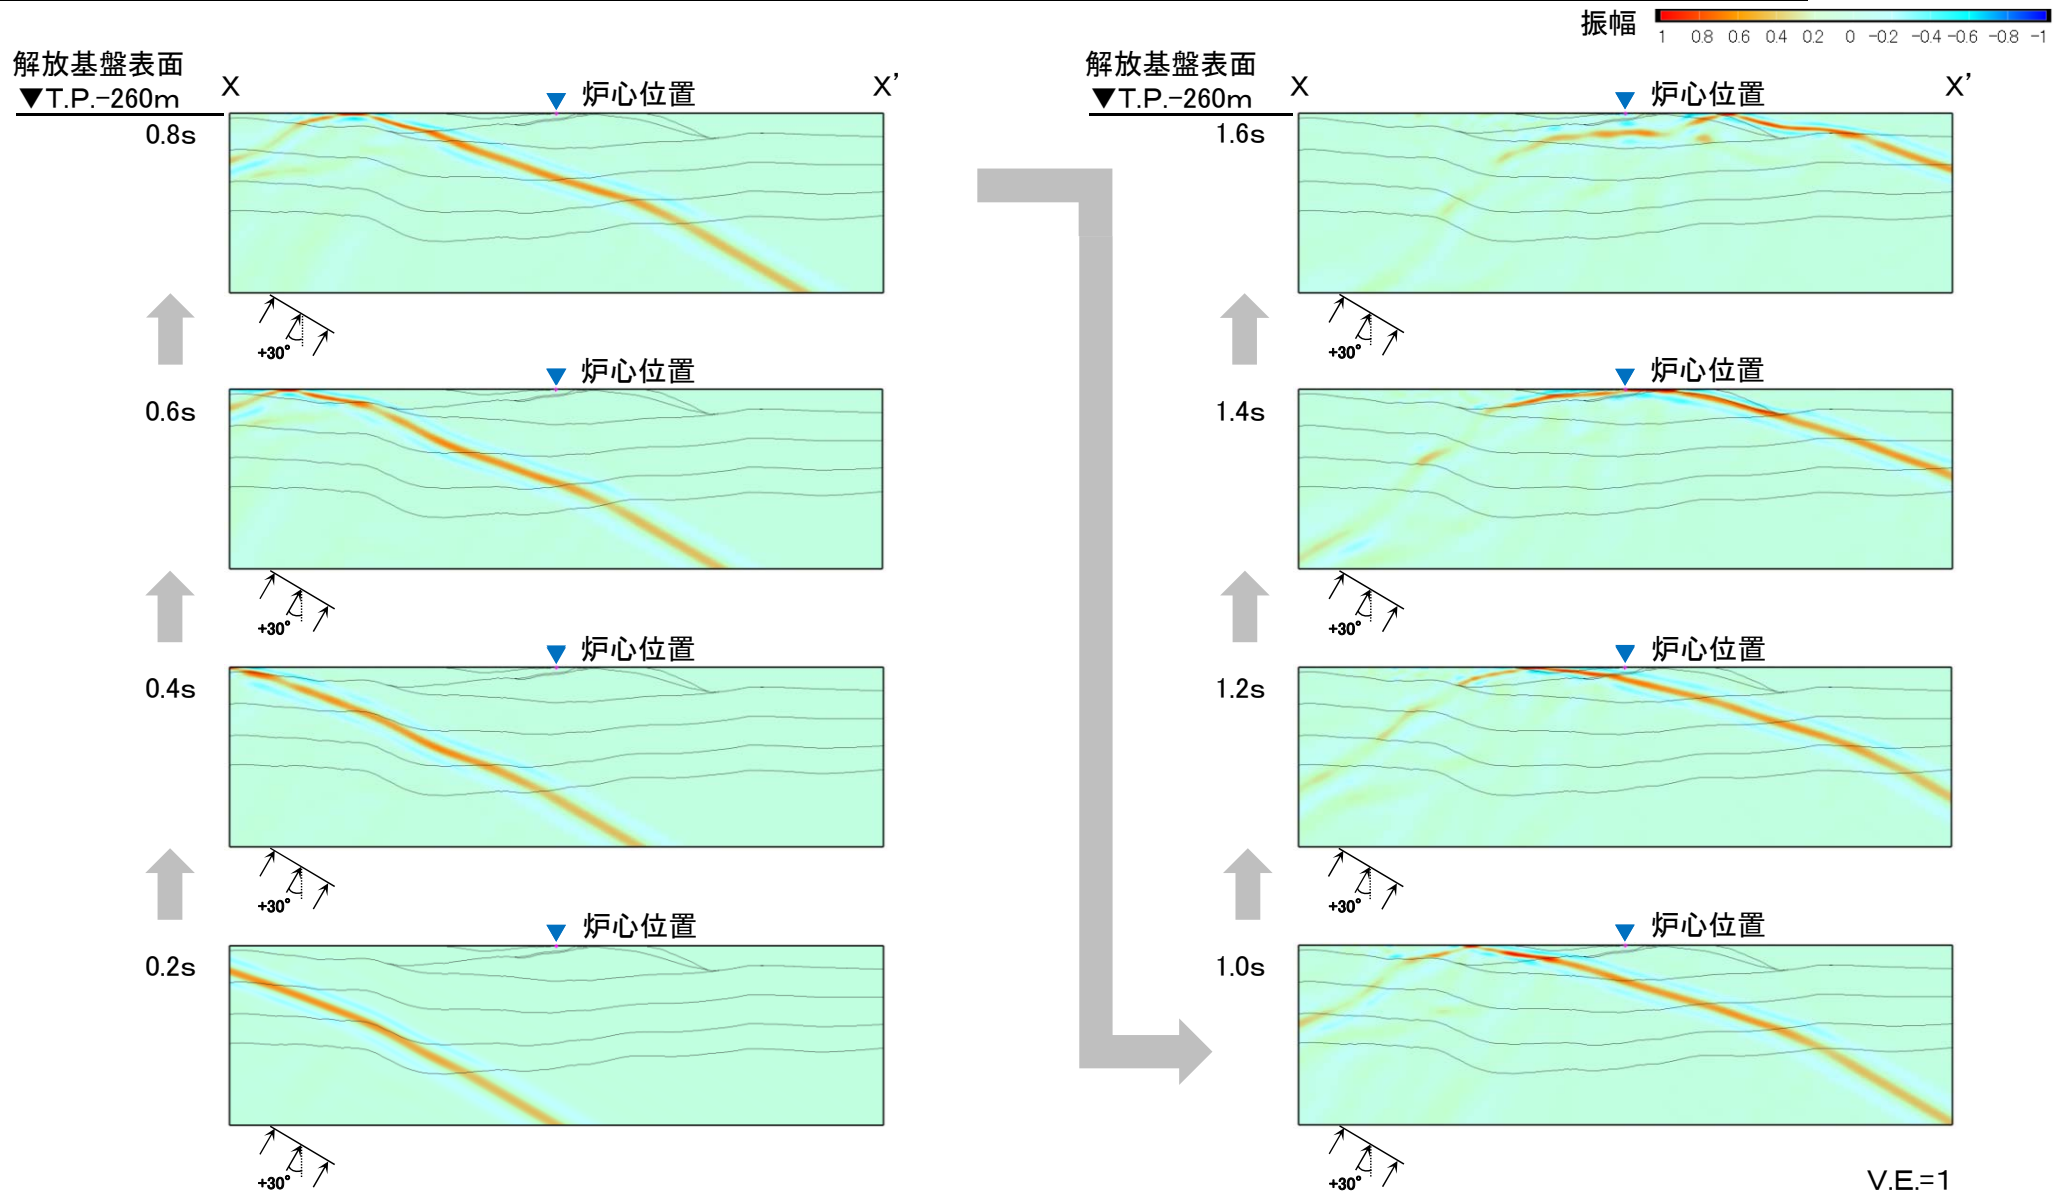 振幅
1 0.8 0.6 0.4 0.2 0 -0.2 -0.4 -0.6 -0.8 -1
解放基盤表面
▼T.P.-260m
X
X'
▼ 炉心位置
0.8s
+30°
▼ 炉心位置
0.6s
+30°
▼ 炉心位置
0.4s
+30°
▼ 炉心位置
0.2s
+30°
解放基盤表面
▼T.P.-260m
X
X'
▼ 炉心位置
1.6s
+30°
▼ 炉心位置
1.4s
+30°
▼ 炉心位置
1.2s
+30°
▼ 炉心位置
1.0s
+30°
V.E.=1